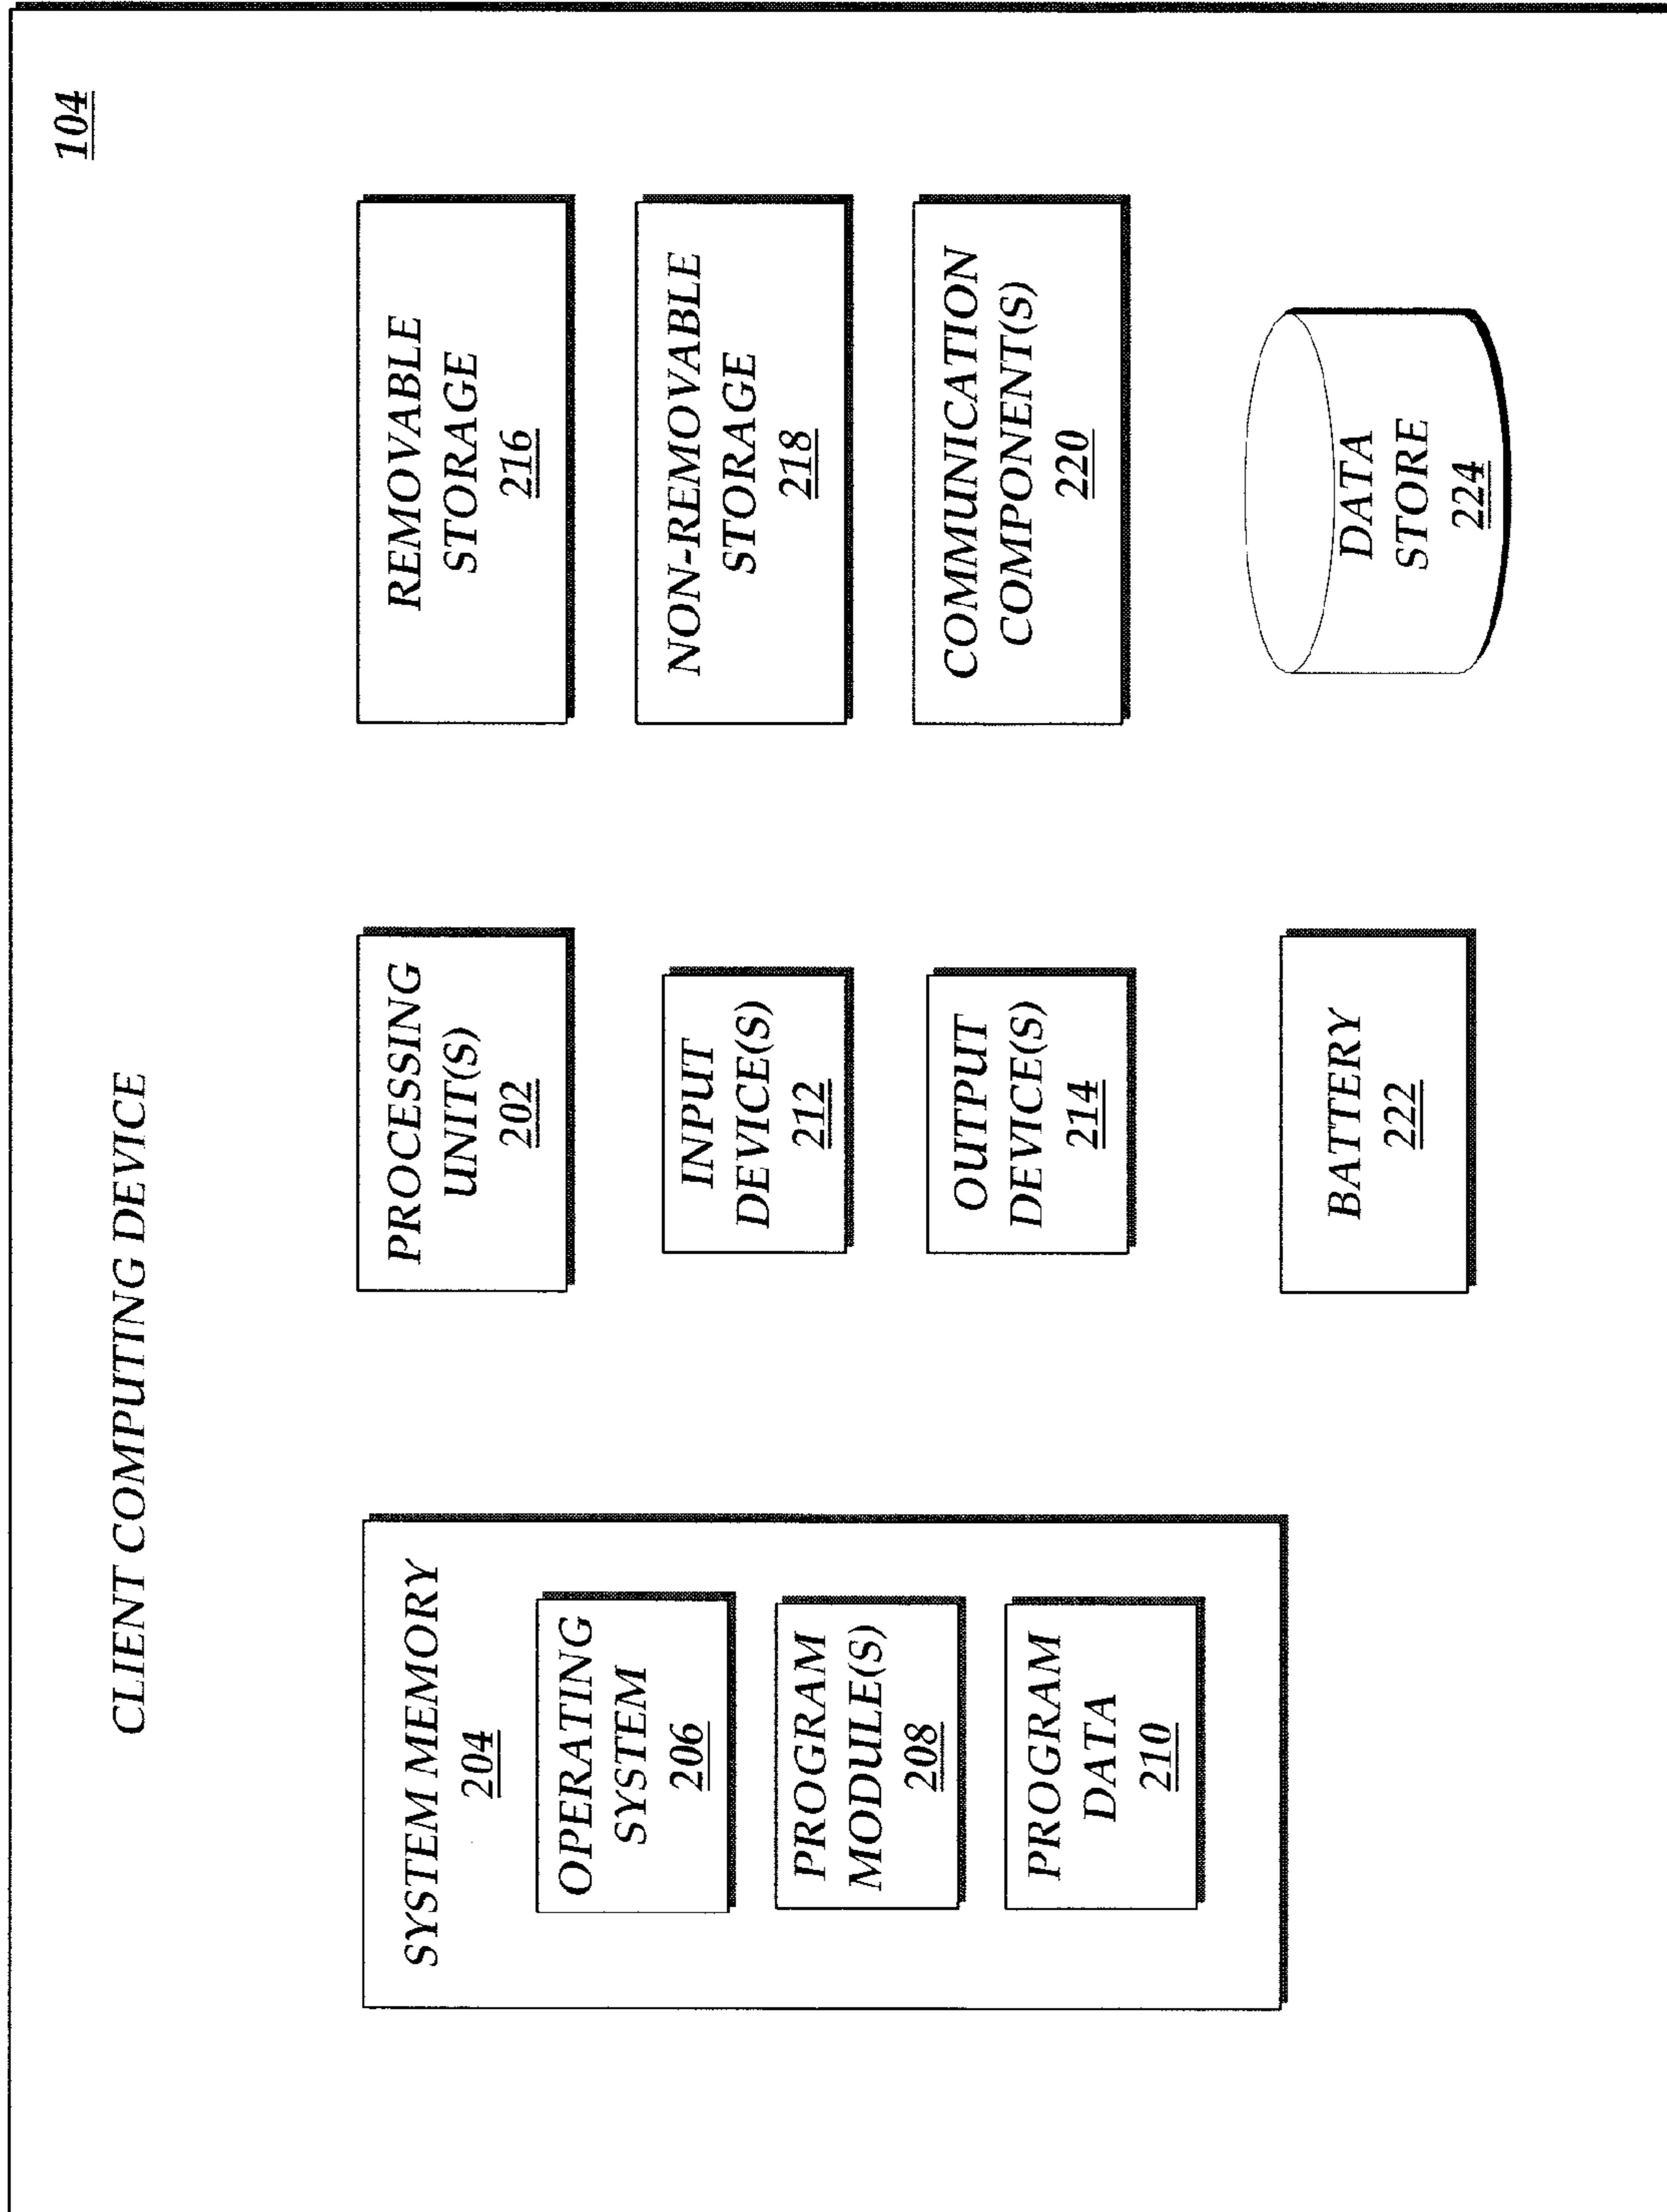 104
CLIENT COMPUTING DEVICE
SYSTEM MEMORY
204
OPERATING
SYSTEM
206
PROGRAM
MODULE(S)
208
PROGRAM
DATA
210
PROCESSING
UNIT(S)
202
INPUT
DEVICE(S)
212
OUTPUT
DEVICE(S)
214
BATTERY
222
REMOVABLE
STORAGE
216
NON-REMOVABLE
STORAGE
218
COMMUNICATION
COMPONENT(S)
220
DATA
STORE
224